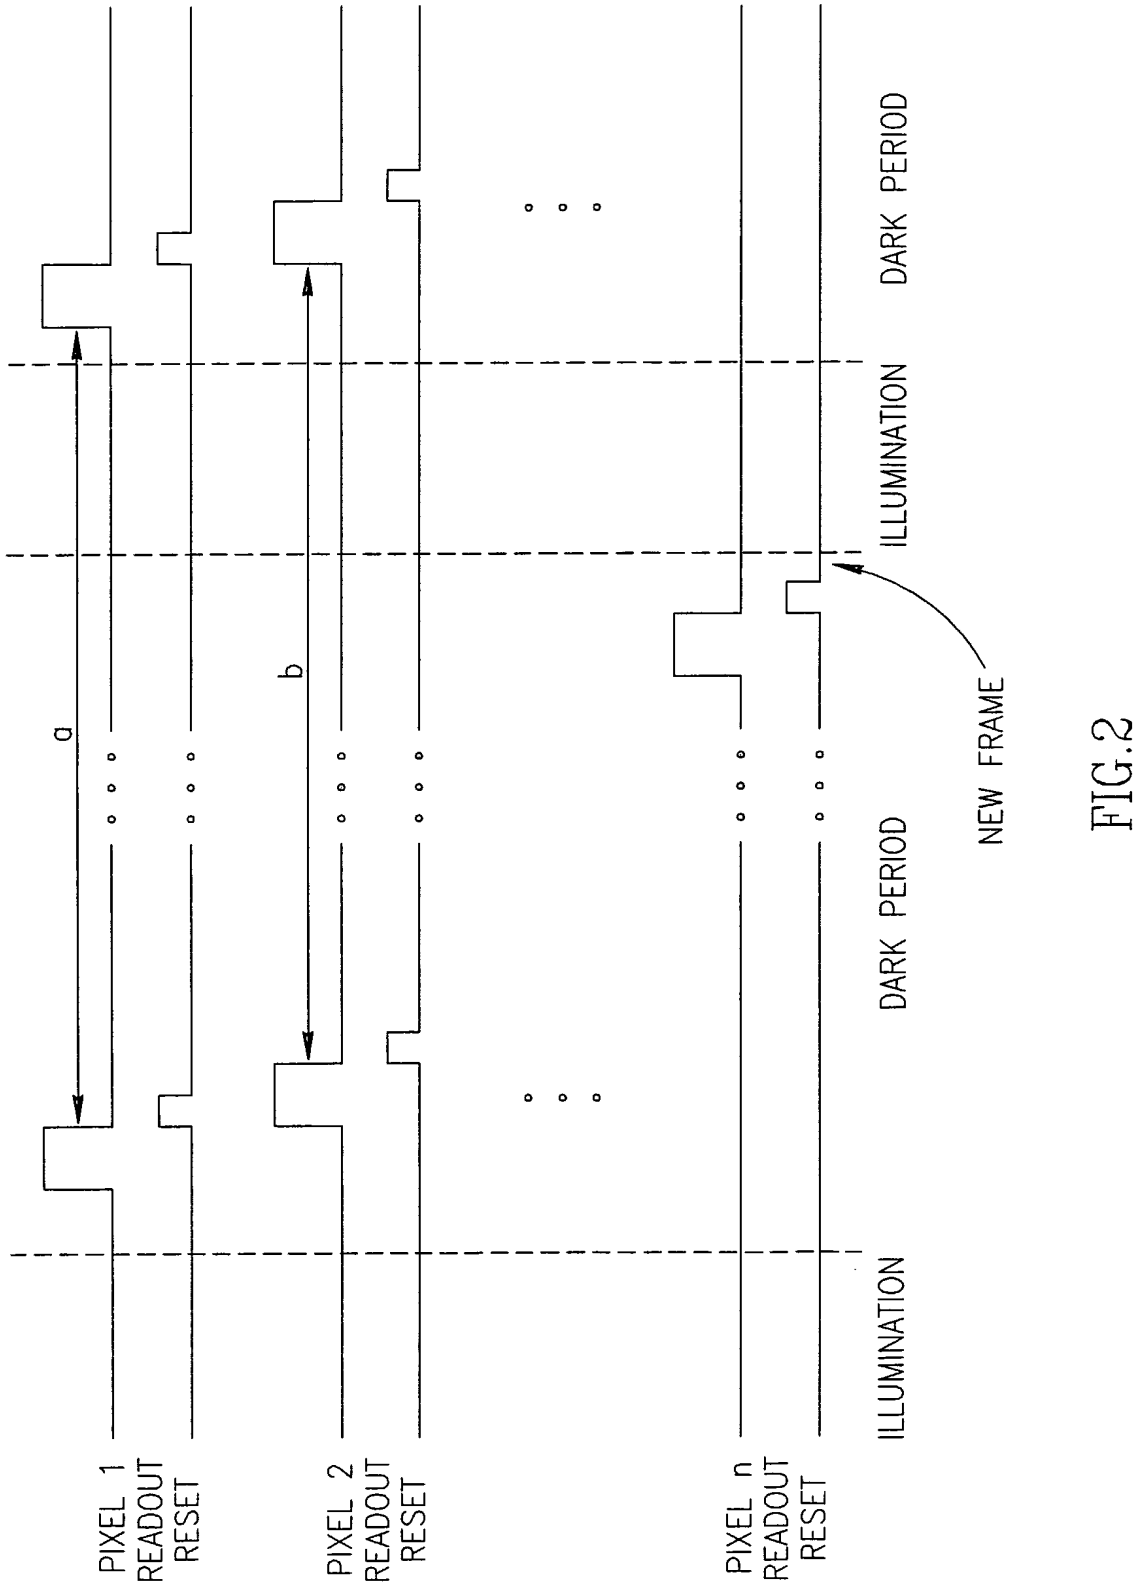 PIXEL 1
READOUT
RESET
a
PIXEL 2
READOUT
RESET
b
PIXEL n
READOUT
RESET
ILLUMINATION
DARK PERIOD
ILLUMINATION
DARK PERIOD
NEW FRAME
FIG.2